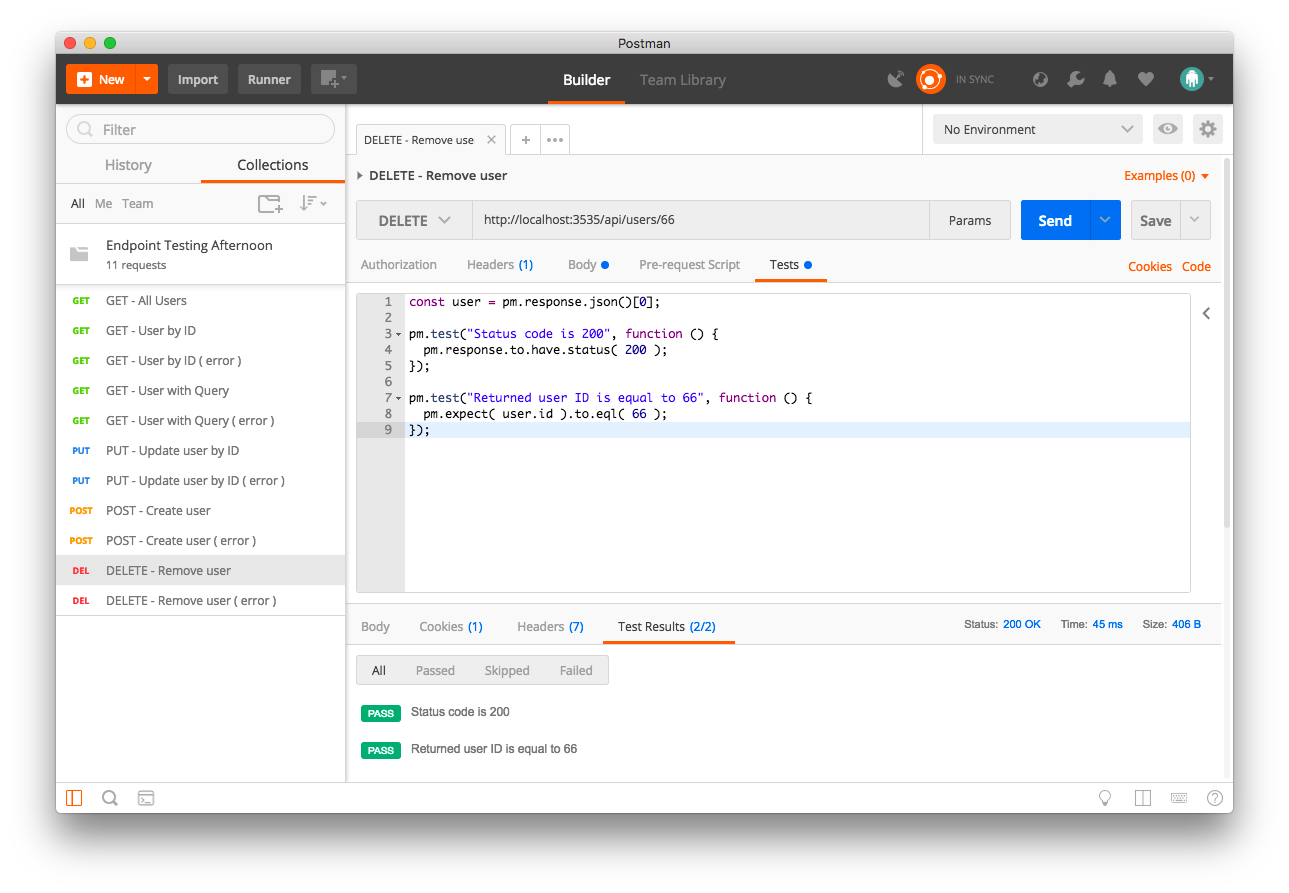 Postman
New
Import
Runner
Builder
Team Library
IN SYNC
Filter
History
Collections
All Me Team
Endpoint Testing Afternoon
11 requests
GET GET - All Users
GET GET - User by ID
GET GET - User by ID ( error )
GET GET - User with Query
GET GET - User with Query ( error )
PUT PUT - Update user by ID
PUT PUT - Update user by ID ( error )
POST POST - Create user
POST POST - Create user ( error )
DEL DELETE - Remove user
DEL DELETE - Remove user ( error )
DELETE - Remove use
No Environment
DELETE - Remove user
Examples (0)
DELETE
http://localhost:3535/api/users/66
Params
Send
Save
Authorization
Headers (1)
Body
Pre-request Script
Tests
Cookies
Code
1 const user = pm.response.json()[0];
2
3 pm.test("Status code is 200", function () {
4 pm.response.to.have.status( 200 );
5 });
6
7 pm.test("Returned user ID is equal to 66", function () {
8 pm.expect( user.id ).to.eql( 66 );
9 });
Body
Cookies (1)
Headers (7)
Test Results (2/2)
Status: 200 OK
Time: 45 ms
Size: 406 B
All
Passed
Skipped
Failed
PASS Status code is 200
PASS Returned user ID is equal to 66